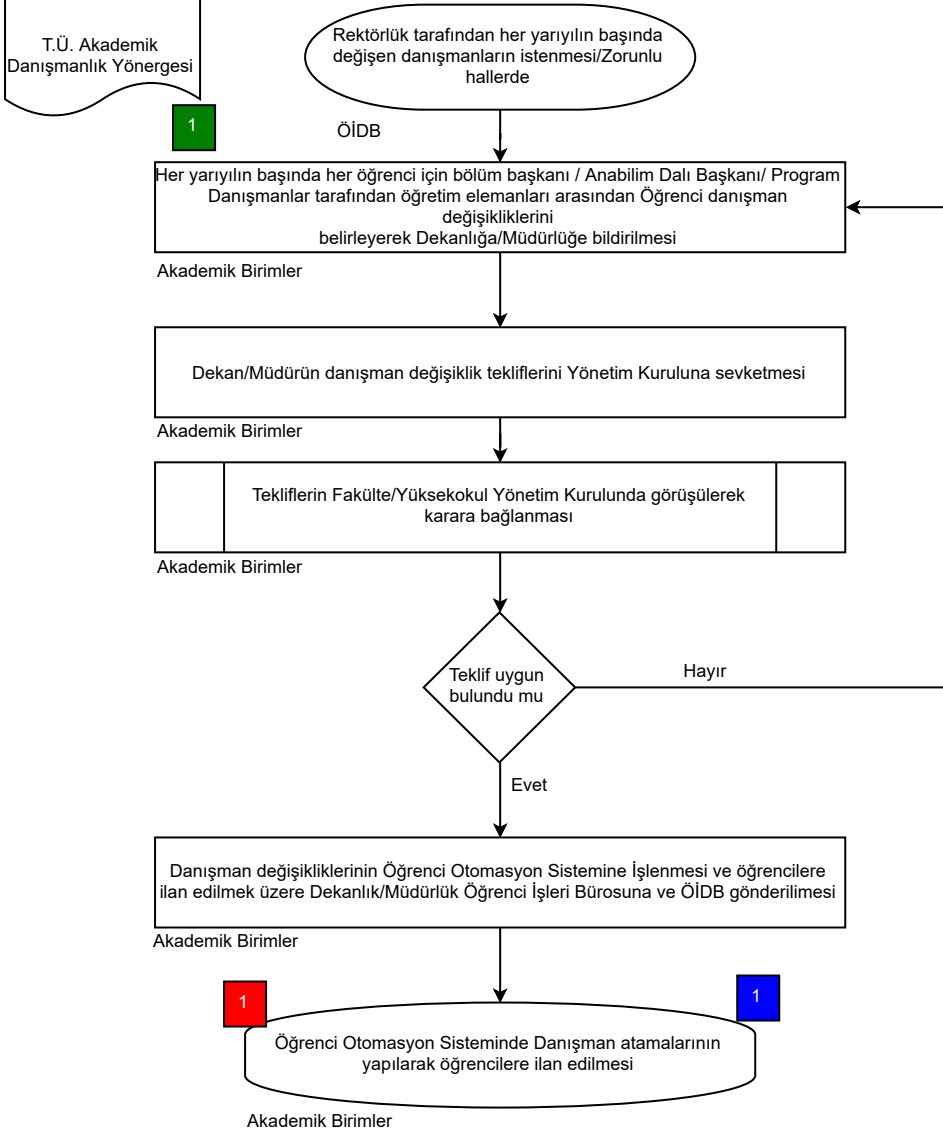 T.Ü. Akademik
Danışmanlık Yönergesi
1
Rektörlük tarafından her yarıyılın başında
değişen danışmanların istenmesi/Zorunlu
hallerde
ÖİDB
Her yarıyılın başında her öğrenci için bölüm başkanı / Anabilim Dalı Başkanı/ Program
Danışmanlar tarafından öğretim elemanları arasından Öğrenci danışman
değişikliklerini
belirleyerek Dekanlığa/Müdürlüğe bildirilmesi
Akademik Birimler
Dekan/Müdürün danışman değişiklik tekliflerini Yönetim Kuruluna sevketmesi
Akademik Birimler
Tekliflerin Fakülte/Yüksekokul Yönetim Kurulunda görüşülerek
karara bağlanması
Akademik Birimler
Teklif uygun
bulundu mu
Hayır
Evet
Danışman değişikliklerinin Öğrenci Otomasyon Sistemine İşlenmesi ve öğrencilere
ilan edilmek üzere Dekanlık/Müdürlük Öğrenci İşleri Bürosuna ve ÖİDB gönderilimesi
Akademik Birimler
1
1
Öğrenci Otomasyon Sisteminde Danışman atamalarının
yapılarak öğrencilere ilan edilmesi
Akademik Birimler